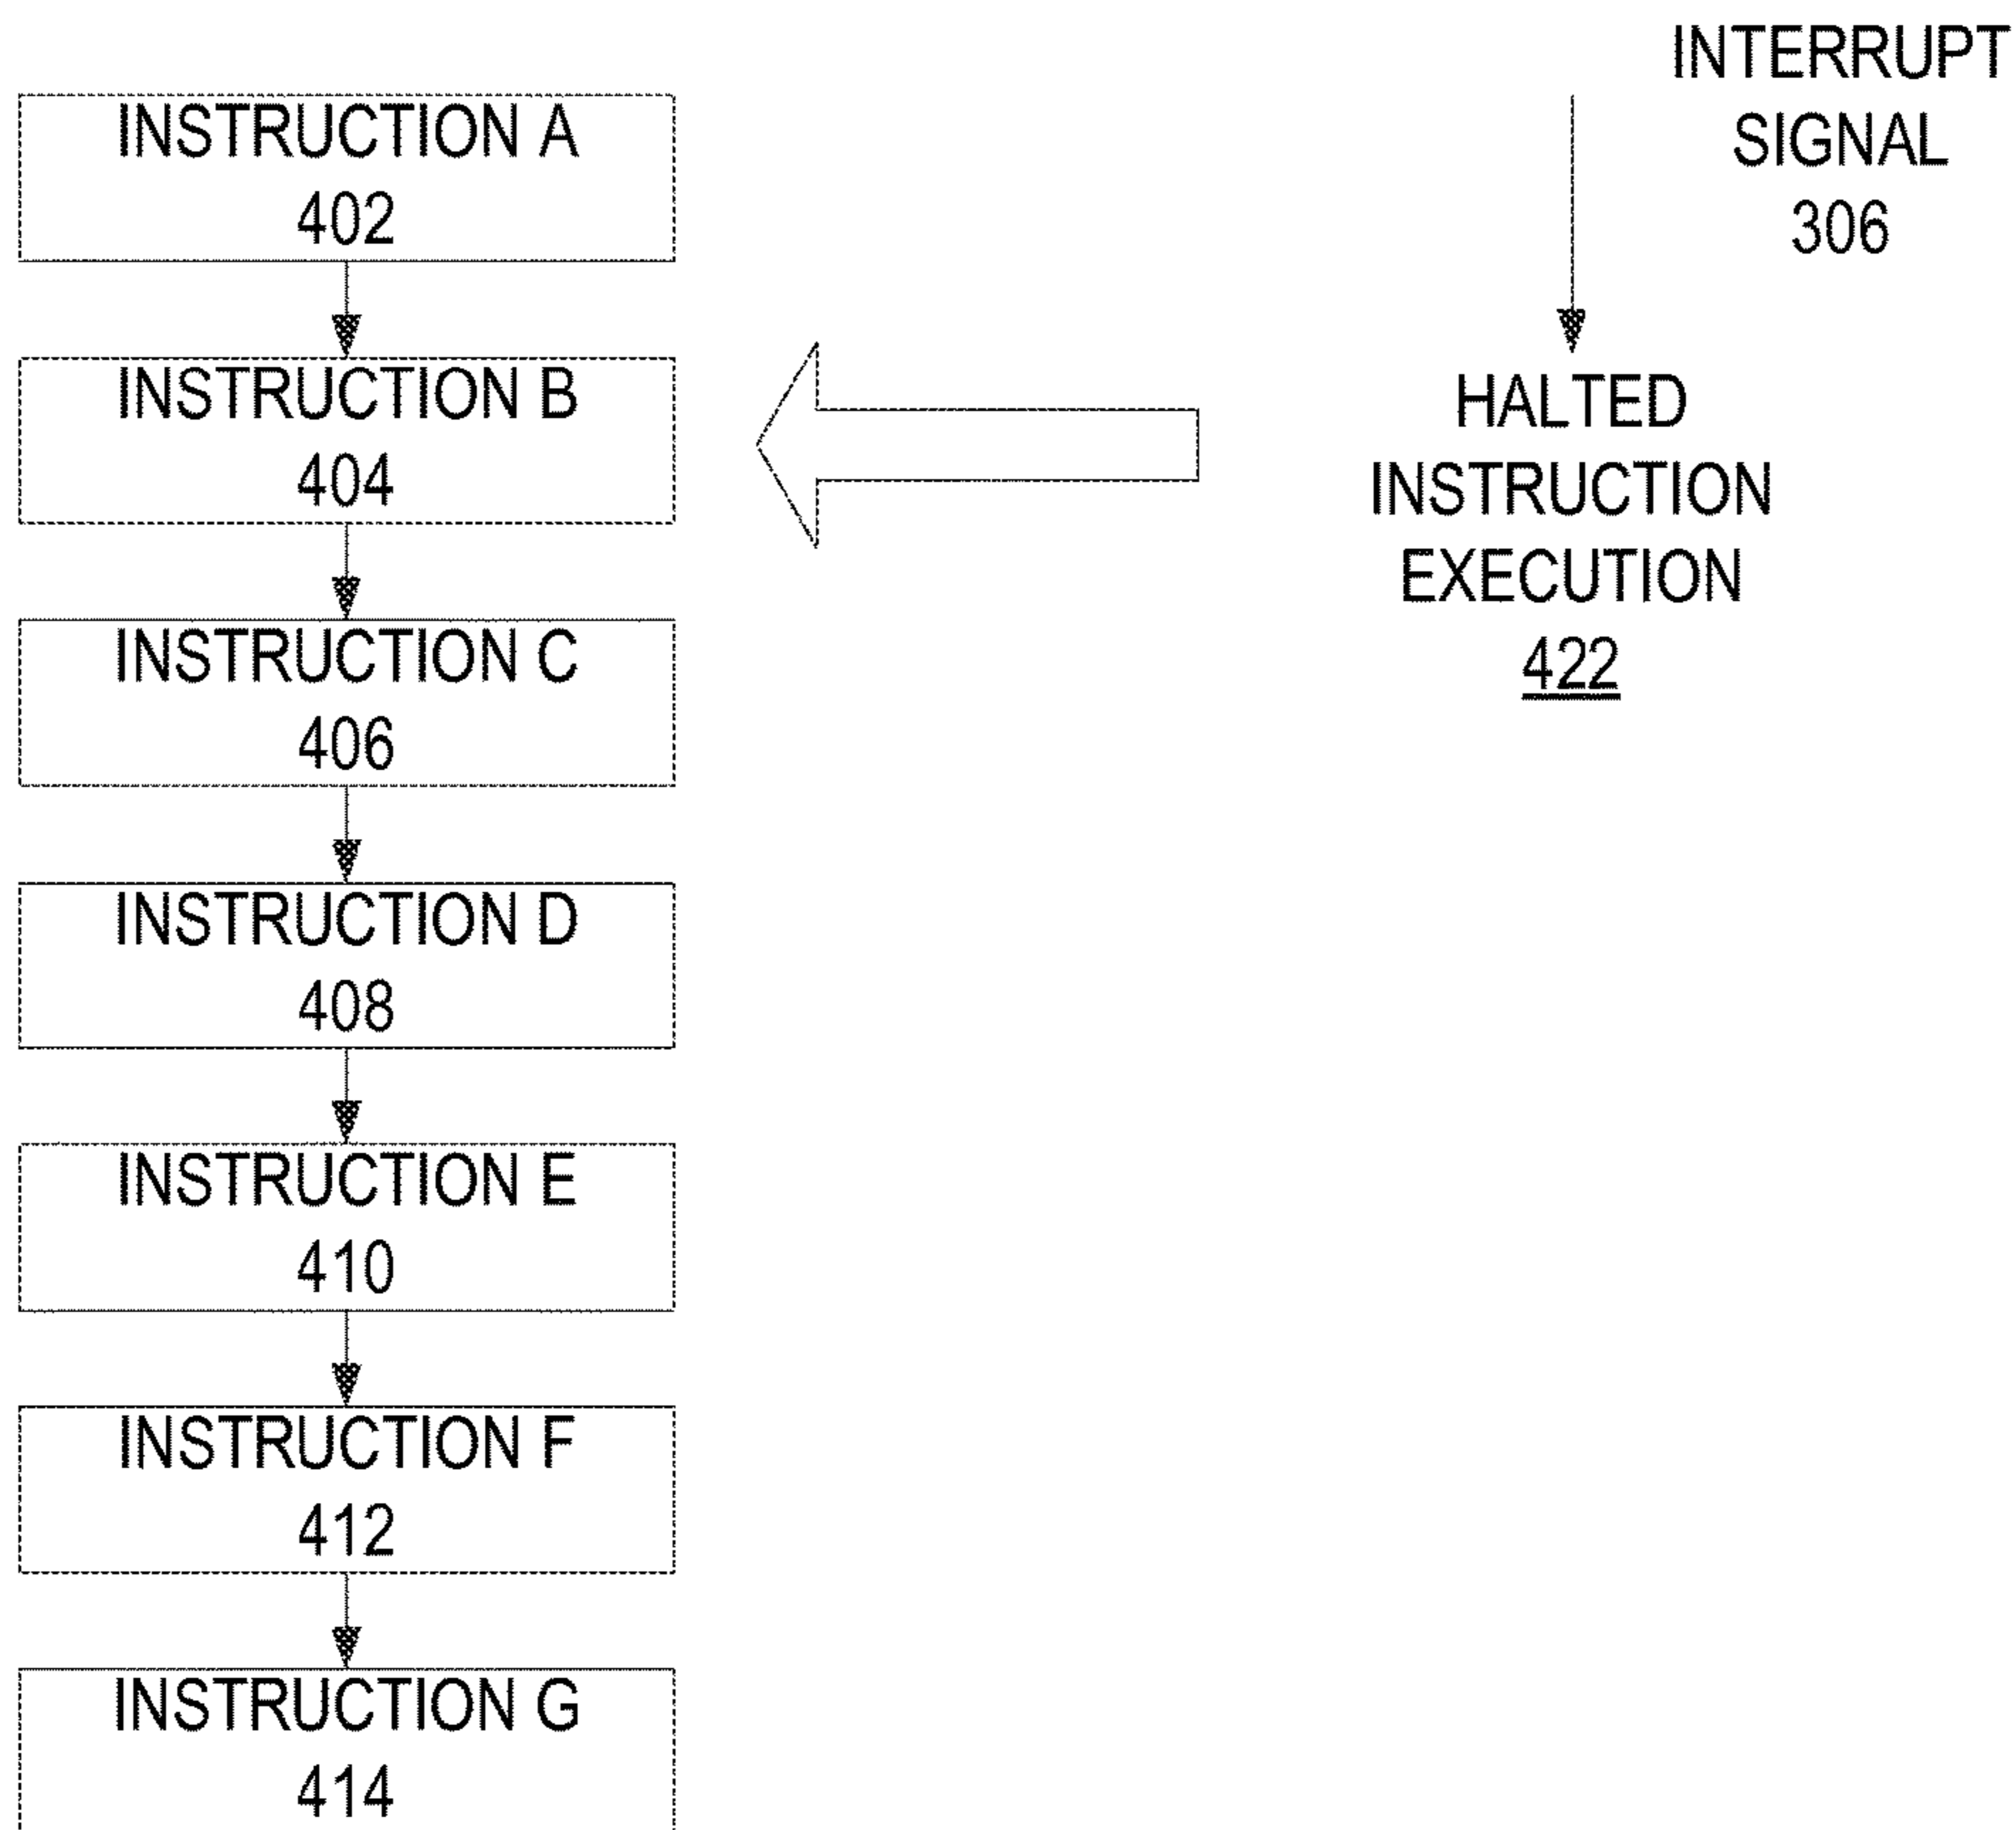 INSTRUCTION A
402
INSTRUCTION B
404
INSTRUCTION C
406
INSTRUCTION D
408
INSTRUCTION E
410
INSTRUCTION F
412
INSTRUCTION G
414
INTERRUPT
SIGNAL
306
HALTED
INSTRUCTION
EXECUTION
422